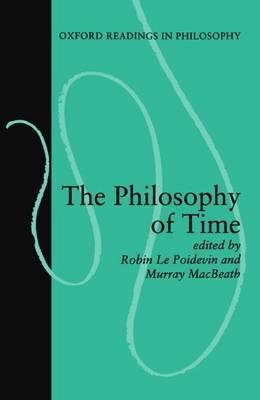 OXFORD READINGS IN PHILOSOPHY
The Philosophy
of Time
edited by
Robin Le Poidevin and
Murray MacBeath